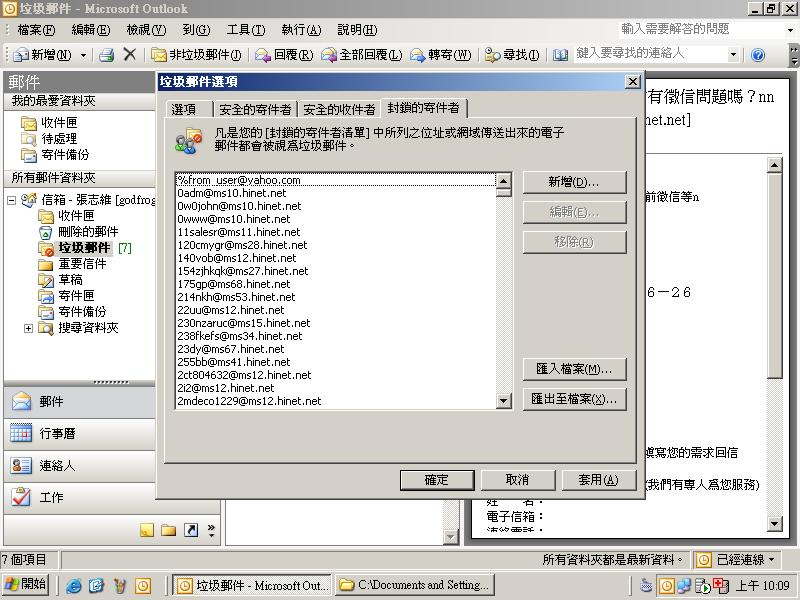 垃圾郵件 - Microsoft Outlook
檔案(F) 編輯(E) 檢視(V) 到(G) 工具(T) 執行(A) 說明(H) 輸入需要解答的問題
新增(N) 非垃圾郵件(J) 回覆(R) 全部回覆(L) 轉寄(W) 尋找(I) 鍵入要尋找的連絡人
郵件
我的最愛資料夾
收件匣
待處理
寄件備份
所有郵件資料夾
信箱 - 張志維 [godfrog
收件匣
刪除的郵件
垃圾郵件 [7]
重要信件
草稿
寄件匣
寄件備份
搜尋資料夾
郵件
行事曆
連絡人
工作
垃圾郵件選項
選項 安全的寄件者 安全的收件者 封鎖的寄件者
凡是您的 [封鎖的寄件者清單] 中所列之位址或網域傳送出來的電子
郵件都會被視為垃圾郵件。
%from_user@yahoo.com
0adm@ms10.hinet.net
0w0john@ms10.hinet.net
0www@ms10.hinet.net
11salesr@ms11.hinet.net
120cmygr@ms28.hinet.net
140vob@ms12.hinet.net
154zjhkqk@ms27.hinet.net
175gp@ms68.hinet.net
214nkh@ms53.hinet.net
22uu@ms12.hinet.net
230nzaruc@ms15.hinet.net
238fkefs@ms34.hinet.net
23dy@ms67.hinet.net
255bb@ms41.hinet.net
2ct804632@ms12.hinet.net
2i2@ms12.hinet.net
2mdeco1229@ms12.hinet.net
新增(D)...
編輯(E)...
移除(R)
匯入檔案(M)...
匯出至檔案(X)...
確定 取消 套用(A)
有徵信問題嗎？nn
net.net]
前徵信等n
6－26
填寫您的需求回信
(我們有專人為您服務)
姓 名：
電子信箱：
7 個項目 所有資料夾都是最新資料。 已經連線
開始 垃圾郵件 - Microsoft Out... C:\Documents and Setting... 上午 10:09